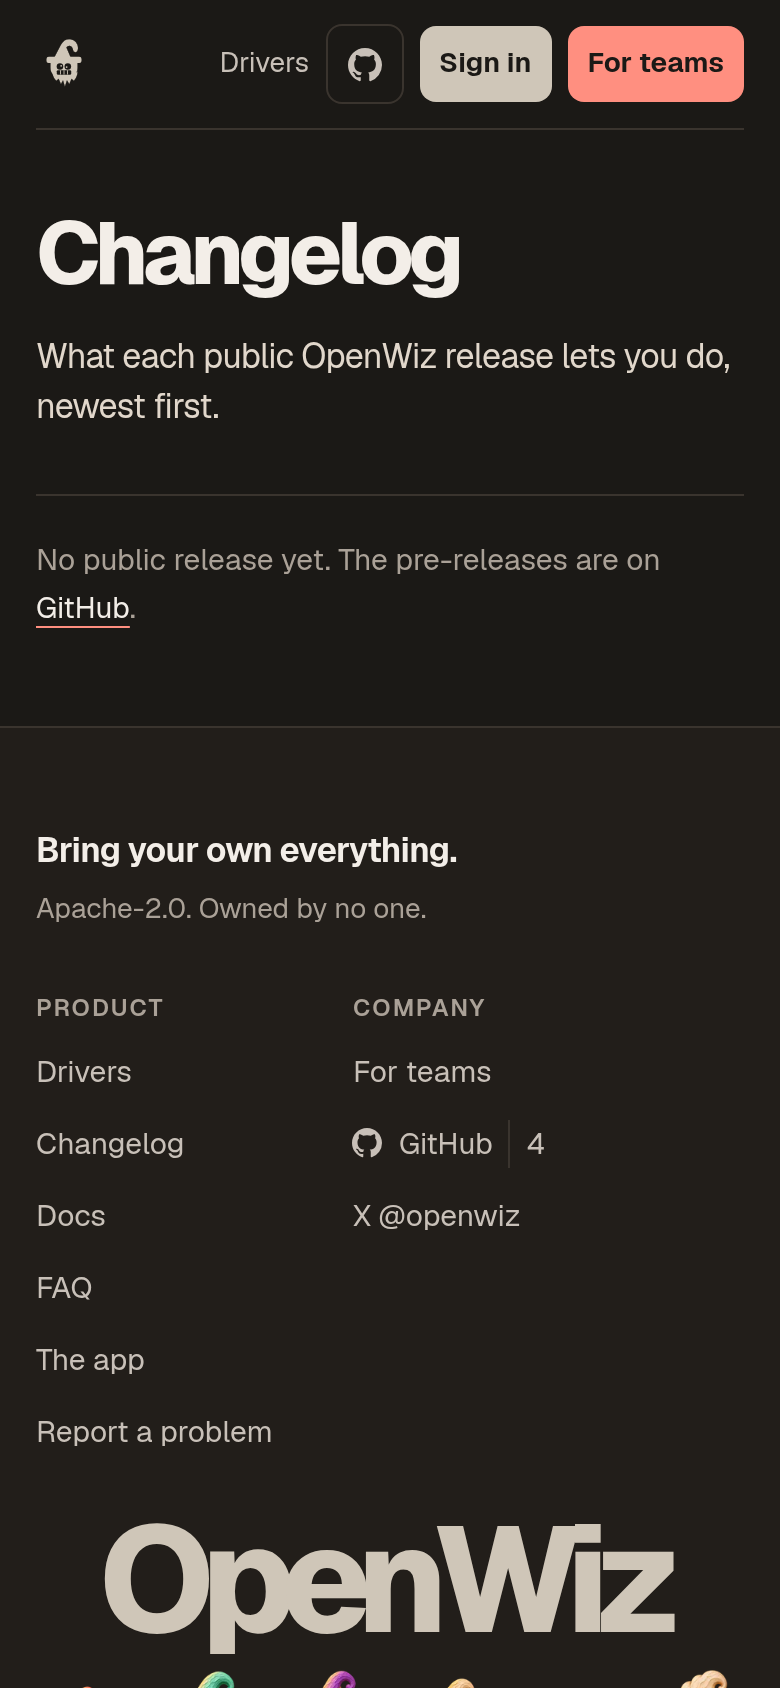 Drivers
Sign in
For teams
Changelog
What each public OpenWiz release lets you do,
newest first.
No public release yet. The pre-releases are on
GitHub.
Bring your own everything.
Apache-2.0. Owned by no one.
PRODUCT
Drivers
Changelog
Docs
FAQ
The app
Report a problem
COMPANY
For teams
GitHub 4
X @openwiz
OpenWiz